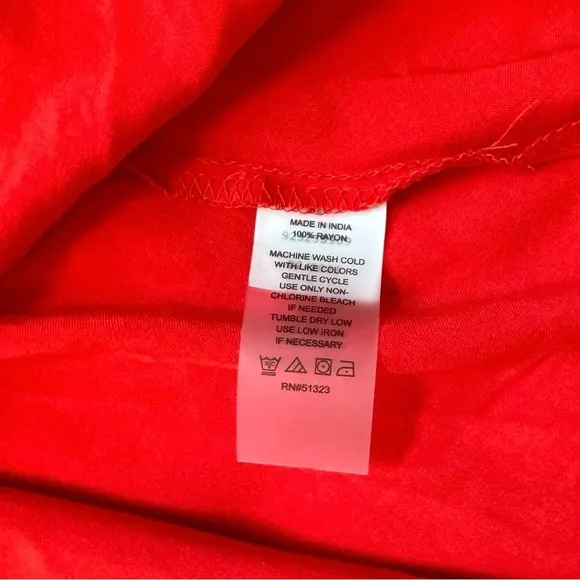 MADE IN INDIA
100% RAYON
MACHINE WASH COLD
WITH LIKE COLORS
GENTLE CYCLE
USE ONLY NON-
CHLORINE BLEACH
IF NEEDED
TUMBLE DRY LOW
USE LOW IRON
IF NECESSARY
RN#51323